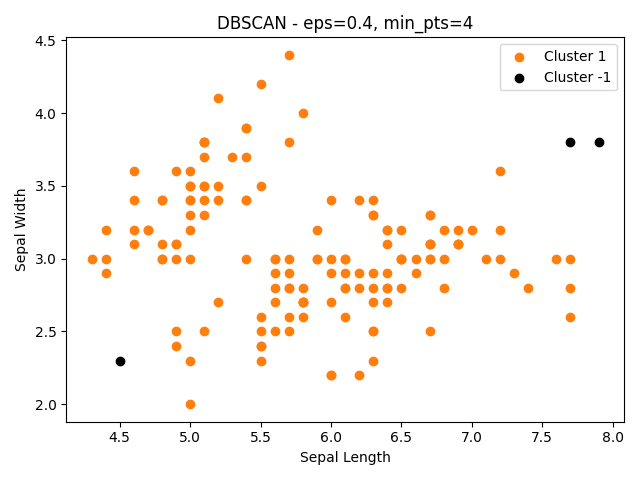 DBSCAN - eps=0.4, min_pts=4
Cluster 1
Cluster -1
Sepal Width
4.5
4.0
3.5
3.0
2.5
2.0
4.5 5.0 5.5 6.0 6.5 7.0 7.5 8.0
Sepal Length